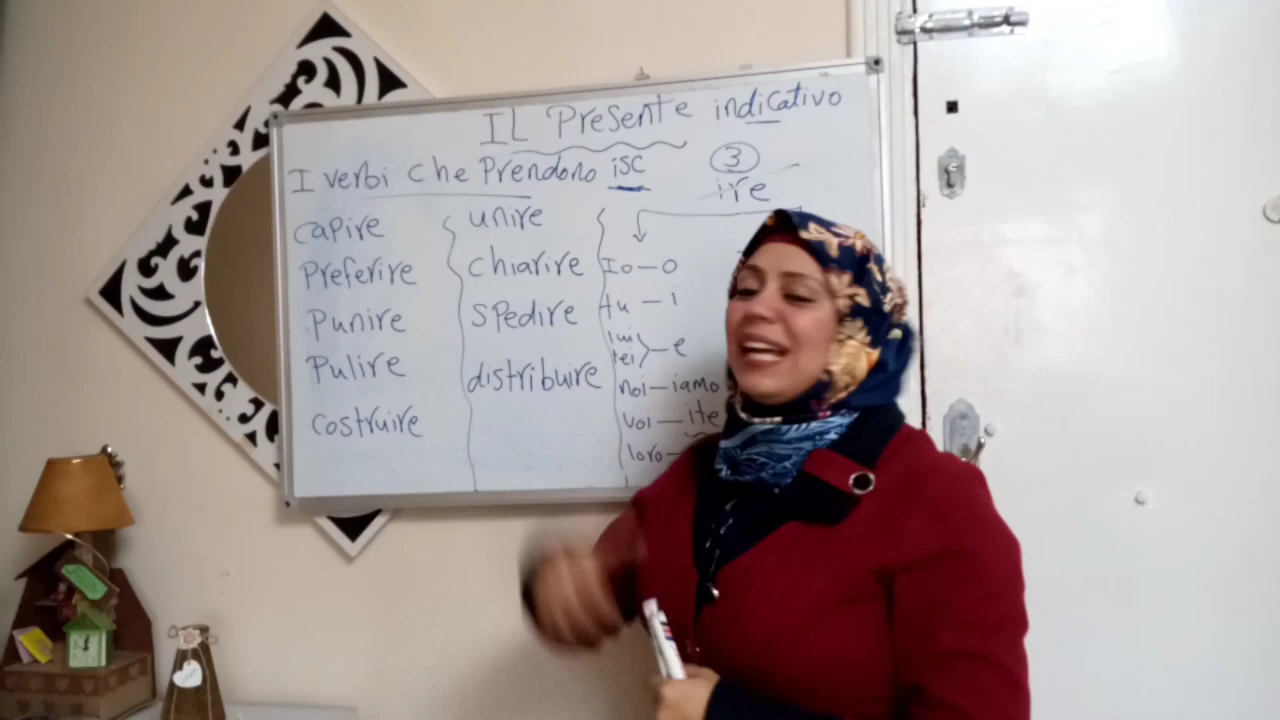 IL Presente indicativo
I verbi che Prendono isc
3
ire
capire
Preferire
Punire
Pulire
costruire
unire
chiarire
spedire
distribuire
Io—o
tu—i
lui
lei
—e
noi—iamo
voi—ite
loro—